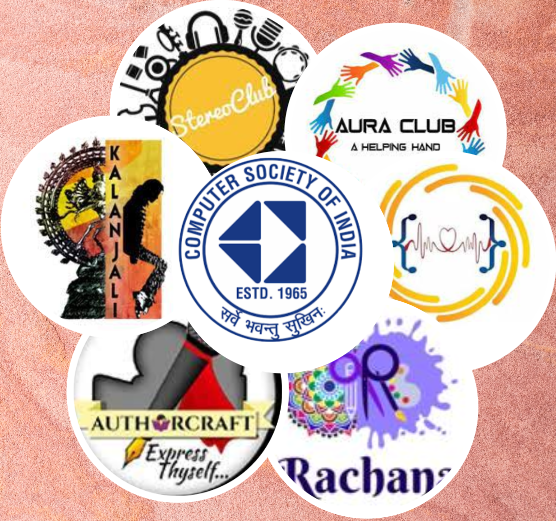 StereoClub
AURA CLUB
A HELPING HAND
KALANJALI
COMPUTER SOCIETY OF INDIA
ESTD. 1965
सर्वे भवन्तु सुखिनः
AUTHORCRAFT
Express
Thyself...
Rachana